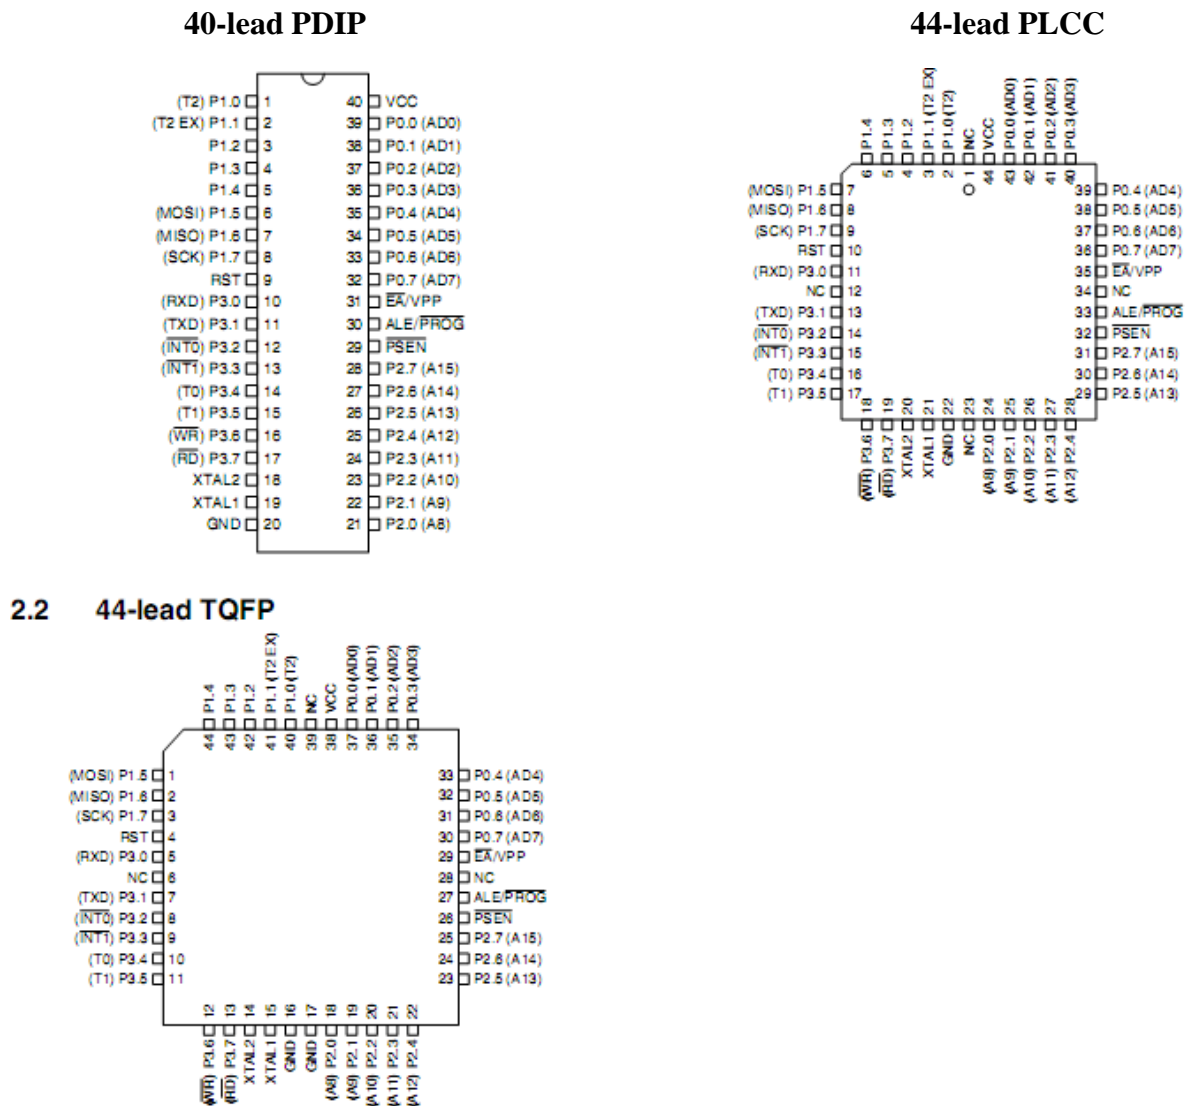 40-lead PDIP
(T2) P1.0 1 40 VCC
(T2 EX) P1.1 2 39 P0.0 (AD0)
P1.2 3 38 P0.1 (AD1)
P1.3 4 37 P0.2 (AD2)
P1.4 5 36 P0.3 (AD3)
(MOSI) P1.5 6 35 P0.4 (AD4)
(MISO) P1.6 7 34 P0.5 (AD5)
(SCK) P1.7 8 33 P0.6 (AD6)
RST 9 32 P0.7 (AD7)
(RXD) P3.0 10 31 EA/VPP
(TXD) P3.1 11 30 ALE/PROG
(INT0) P3.2 12 29 PSEN
(INT1) P3.3 13 28 P2.7 (A15)
(T0) P3.4 14 27 P2.6 (A14)
(T1) P3.5 15 26 P2.5 (A13)
(WR) P3.6 16 25 P2.4 (A12)
(RD) P3.7 17 24 P2.3 (A11)
XTAL2 18 23 P2.2 (A10)
XTAL1 19 22 P2.1 (A9)
GND 20 21 P2.0 (A8)
44-lead PLCC
P1.4
P1.3
P1.2
P1.1 (T2 EX)
P1.0 (T2)
NC
VCC
P0.0 (AD0)
P0.1 (AD1)
P0.2 (AD2)
P0.3 (AD3)
6 5 4 3 2 1 44 43 42 41 40
(MOSI) P1.5 7 39 P0.4 (AD4)
(MISO) P1.6 8 38 P0.5 (AD5)
(SCK) P1.7 9 37 P0.6 (AD6)
RST 10 36 P0.7 (AD7)
(RXD) P3.0 11 35 EA/VPP
NC 12 34 NC
(TXD) P3.1 13 33 ALE/PROG
(INT0) P3.2 14 32 PSEN
(INT1) P3.3 15 31 P2.7 (A15)
(T0) P3.4 16 30 P2.6 (A14)
(T1) P3.5 17 29 P2.5 (A13)
18 19 20 21 22 23 24 25 26 27 28
(WR) P3.6
(RD) P3.7
XTAL2
XTAL1
GND
NC
(A8) P2.0
(A9) P2.1
(A10) P2.2
(A11) P2.3
(A12) P2.4
2.2 44-lead TQFP
P1.4
P1.3
P1.2
P1.1 (T2 EX)
P1.0 (T2)
NC
VCC
P0.0 (AD0)
P0.1 (AD1)
P0.2 (AD2)
P0.3 (AD3)
44 43 42 41 40 39 38 37 36 35 34
(MOSI) P1.5 1 33 P0.4 (AD4)
(MISO) P1.6 2 32 P0.5 (AD5)
(SCK) P1.7 3 31 P0.6 (AD6)
RST 4 30 P0.7 (AD7)
(RXD) P3.0 5 29 EA/VPP
NC 6 28 NC
(TXD) P3.1 7 27 ALE/PROG
(INT0) P3.2 8 26 PSEN
(INT1) P3.3 9 25 P2.7 (A15)
(T0) P3.4 10 24 P2.6 (A14)
(T1) P3.5 11 23 P2.5 (A13)
12 13 14 15 16 17 18 19 20 21 22
(WR) P3.6
(RD) P3.7
XTAL2
XTAL1
GND
GND
(A8) P2.0
(A9) P2.1
(A10) P2.2
(A11) P2.3
(A12) P2.4